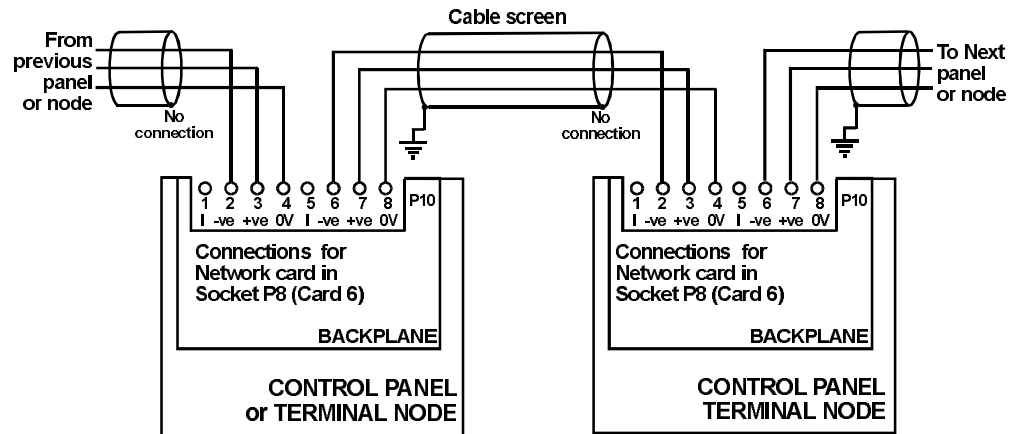 Cable screen
From
previous
panel
or node
No
connection
No
connection
To Next
panel
or node
1 2 3 4 5 6 7 8 P10
I -ve +ve 0V I -ve +ve 0V
Connections for
Network card in
Socket P8 (Card 6)
BACKPLANE
CONTROL PANEL
or TERMINAL NODE
1 2 3 4 5 6 7 8 P10
I -ve +ve 0V I -ve +ve 0V
Connections for
Network card in
Socket P8 (Card 6)
BACKPLANE
CONTROL PANEL
TERMINAL NODE